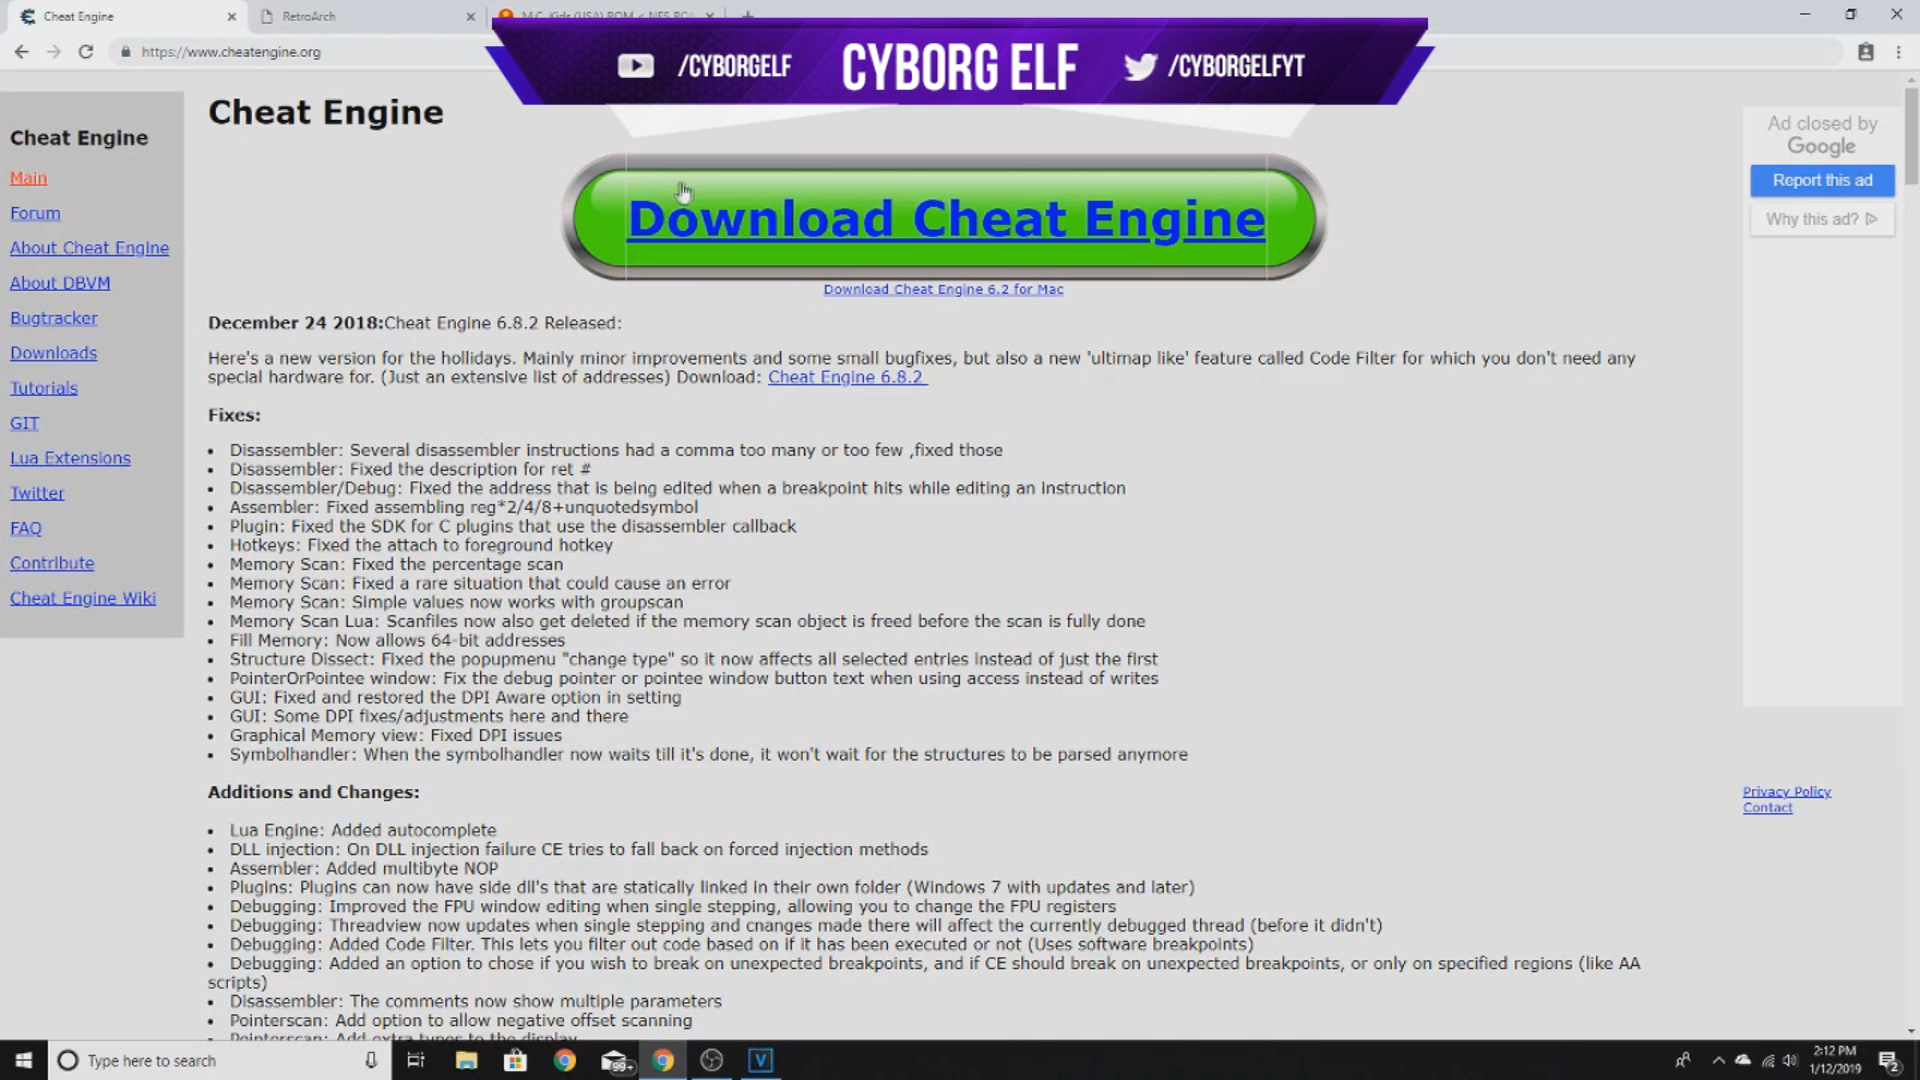 Cheat Engine
RetroArch
M.C. Kids (USA) ROM < NES RO
https://www.cheatengine.org
/CYBORGELF
CYBORG ELF
/CYBORGELFYT
Cheat Engine
Main
Forum
About Cheat Engine
About DBVM
Bugtracker
Downloads
Tutorials
GIT
Lua Extensions
Twitter
FAQ
Contribute
Cheat Engine Wiki
Cheat Engine
Download Cheat Engine
Download Cheat Engine 6.2 for Mac
December 24 2018:Cheat Engine 6.8.2 Released:
Here's a new version for the hollidays. Mainly minor improvements and some small bugfixes, but also a new 'ultimap like' feature called Code Filter for which you don't need any
special hardware for. (Just an extensive list of addresses) Download: Cheat Engine 6.8.2
Fixes:
• Disassembler: Several disassembler instructions had a comma too many or too few ,fixed those
• Disassembler: Fixed the description for ret #
• Disassembler/Debug: Fixed the address that is being edited when a breakpoint hits while editing an instruction
• Assembler: Fixed assembling reg*2/4/8+unquotedsymbol
• Plugin: Fixed the SDK for C plugins that use the disassembler callback
• Hotkeys: Fixed the attach to foreground hotkey
• Memory Scan: Fixed the percentage scan
• Memory Scan: Fixed a rare situation that could cause an error
• Memory Scan: Simple values now works with groupscan
• Memory Scan Lua: Scanfiles now also get deleted if the memory scan object is freed before the scan is fully done
• Fill Memory: Now allows 64-bit addresses
• Structure Dissect: Fixed the popupmenu "change type" so it now affects all selected entries instead of just the first
• PointerOrPointee window: Fix the debug pointer or pointee window button text when using access instead of writes
• GUI: Fixed and restored the DPI Aware option in setting
• GUI: Some DPI fixes/adjustments here and there
• Graphical Memory view: Fixed DPI issues
• Symbolhandler: When the symbolhandler now waits till it's done, it won't wait for the structures to be parsed anymore
Additions and Changes:
• Lua Engine: Added autocomplete
• DLL injection: On DLL injection failure CE tries to fall back on forced injection methods
• Assembler: Added multibyte NOP
• Plugins: Plugins can now have side dll's that are statically linked in their own folder (Windows 7 with updates and later)
• Debugging: Improved the FPU window editing when single stepping, allowing you to change the FPU registers
• Debugging: Threadview now updates when single stepping and cnanges made there will affect the currently debugged thread (before it didn't)
• Debugging: Added Code Filter. This lets you filter out code based on if it has been executed or not (Uses software breakpoints)
• Debugging: Added an option to chose if you wish to break on unexpected breakpoints, and if CE should break on unexpected breakpoints, or only on specified regions (like AA
scripts)
• Disassembler: The comments now show multiple parameters
• Pointerscan: Add option to allow negative offset scanning
• Pointerscan: Add extra types to the display
Ad closed by
Google
Report this ad
Why this ad?
Privacy Policy
Contact
Type here to search
99+
V
2:12 PM
1/12/2019
2